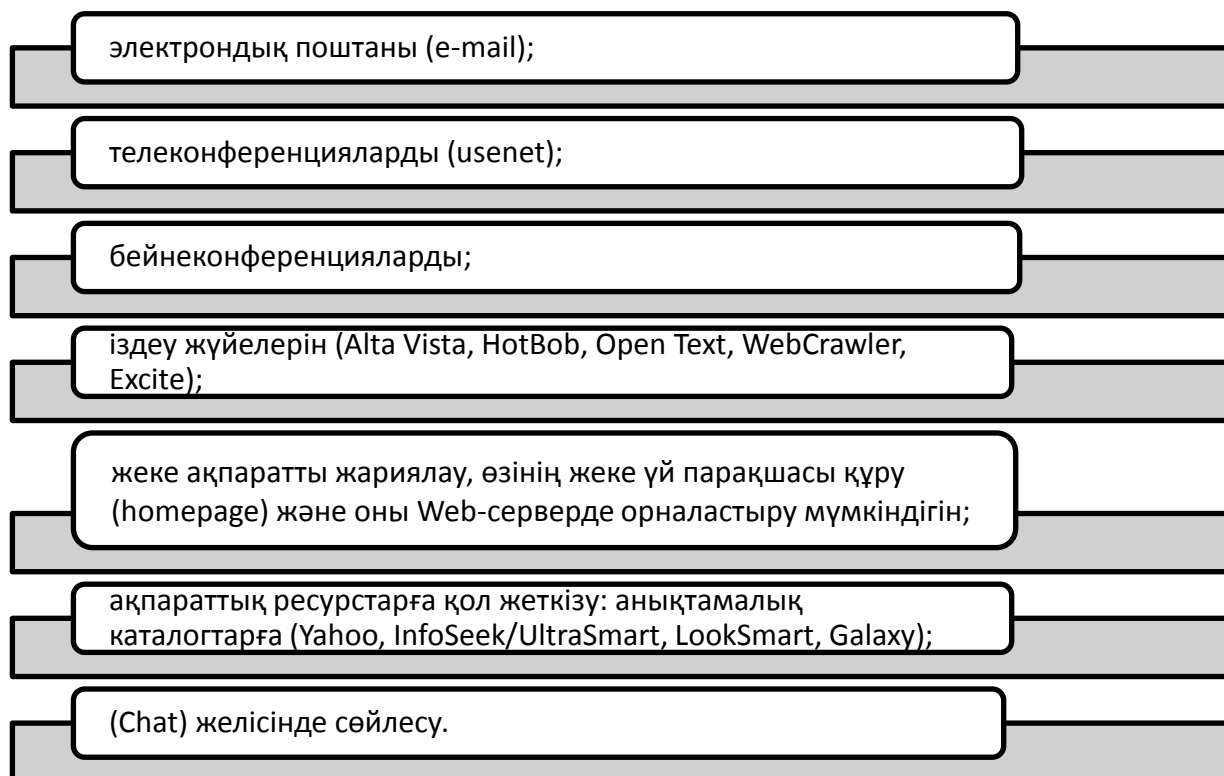 электрондық поштаны (e-mail);
телеконференцияларды (usenet);
бейнеконференцияларды;
іздеу жүйелерін (Alta Vista, HotBob, Open Text, WebCrawler,
Excite);
жеке ақпаратты жариялау, өзінің жеке үй парақшасы құру
(homepage) және оны Web-серверде орналастыру мүмкіндігін;
ақпараттық ресурстарға қол жеткізу: анықтамалық
каталогтарға (Yahoo, InfoSeek/UltraSmart, LookSmart, Galaxy);
(Chat) желісінде сөйлесу.